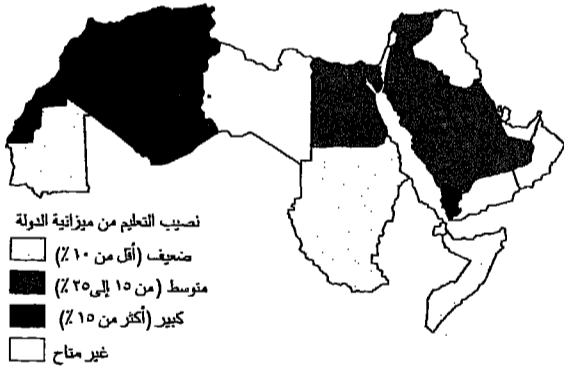 نصيب التعليم من ميزانية الدولة
ضعيف (أقل من ١٠ ٪)
متوسط (من ١٥ إلى ٢٥ ٪)
كبير (أكثر من ١٥ ٪)
غير متاح